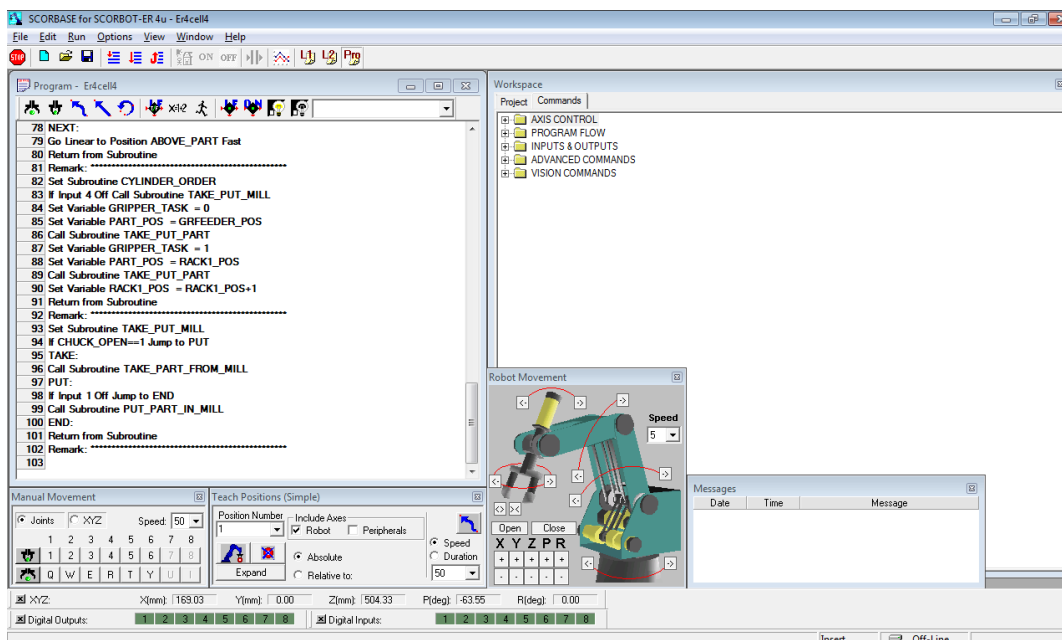 SCORBASE for SCORBOT-ER 4u - Er4cell4
File Edit Run Options View Window Help
STOP ON OFF L1 L2 Prg
Program - Er4cell4
78 NEXT:
79 Go Linear to Position ABOVE_PART Fast
80 Return from Subroutine
81 Remark: **************************************************
82 Set Subroutine CYLINDER_ORDER
83 If Input 4 Off Call Subroutine TAKE_PUT_MILL
84 Set Variable GRIPPER_TASK = 0
85 Set Variable PART_POS = GRFEEDER_POS
86 Call Subroutine TAKE_PUT_PART
87 Set Variable GRIPPER_TASK = 1
88 Set Variable PART_POS = RACK1_POS
89 Call Subroutine TAKE_PUT_PART
90 Set Variable RACK1_POS = RACK1_POS+1
91 Return from Subroutine
92 Remark: **************************************************
93 Set Subroutine TAKE_PUT_MILL
94 If CHUCK_OPEN==1 Jump to PUT
95 TAKE:
96 Call Subroutine TAKE_PART_FROM_MILL
97 PUT:
98 If Input 1 Off Jump to END
99 Call Subroutine PUT_PART_IN_MILL
100 END:
101 Return from Subroutine
102 Remark: **************************************************
103
Workspace
Project Commands
AXIS CONTROL
PROGRAM FLOW
INPUTS & OUTPUTS
ADVANCED COMMANDS
VISION COMMANDS
Manual Movement
Joints XYZ Speed: 50
1 2 3 4 5 6 7 8
1 2 3 4 5 6 7 8
Q W E R T Y U I
Teach Positions (Simple)
Position Number
1
Include Axes
Robot Peripherals
Absolute
Relative to:
Expand
Speed
Duration
50
Robot Movement
Speed
5
Open Close
X Y Z P R
+ + + + +
- - - - -
Messages
Date Time Message
XYZ: X(mm): 169.03 Y(mm): 0.00 Z(mm): 504.33 P(deg): -63.55 R(deg): 0.00
Digital Outputs: 1 2 3 4 5 6 7 8 Digital Inputs: 1 2 3 4 5 6 7 8
Insert Off-Line